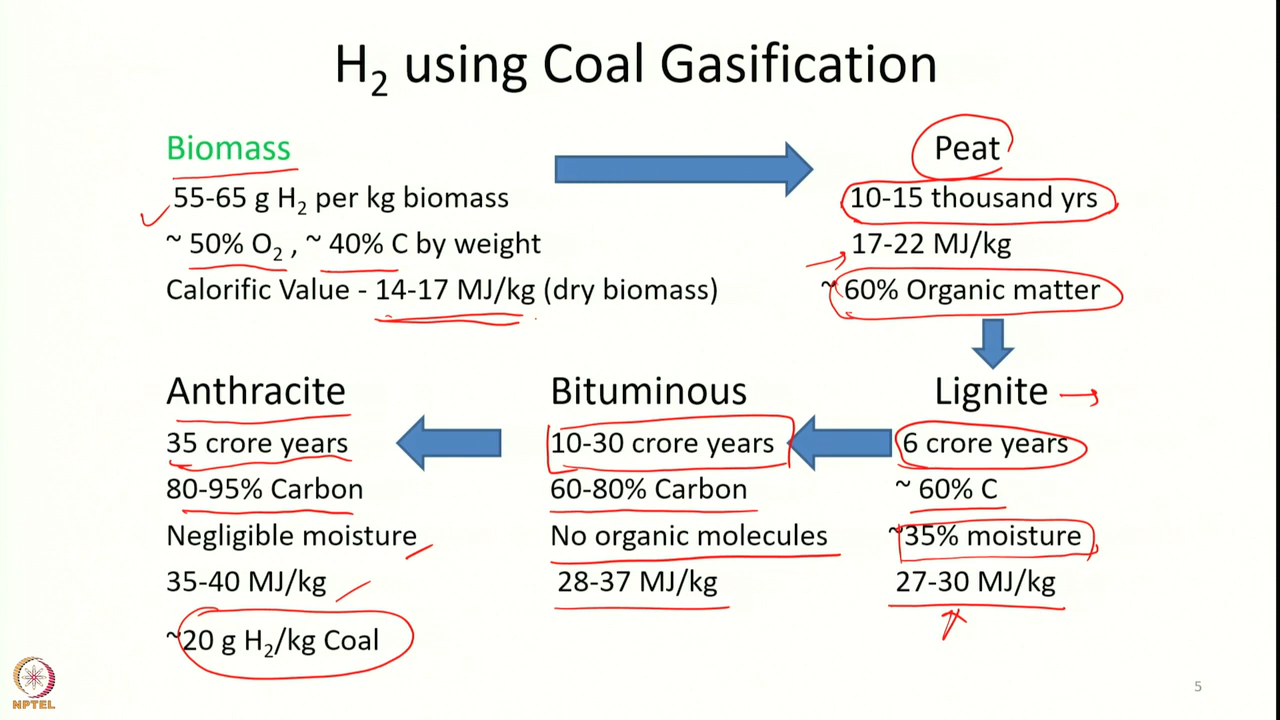 H₂ using Coal Gasification
Biomass
55-65 g H₂ per kg biomass
~ 50% O₂ , ~ 40% C by weight
Calorific Value - 14-17 MJ/kg (dry biomass)
Peat
10-15 thousand yrs
17-22 MJ/kg
~ 60% Organic matter
Lignite
6 crore years
~ 60% C
~35% moisture
27-30 MJ/kg
Bituminous
10-30 crore years
60-80% Carbon
No organic molecules
28-37 MJ/kg
Anthracite
35 crore years
80-95% Carbon
Negligible moisture
35-40 MJ/kg
~20 g H₂/kg Coal
NPTEL
5